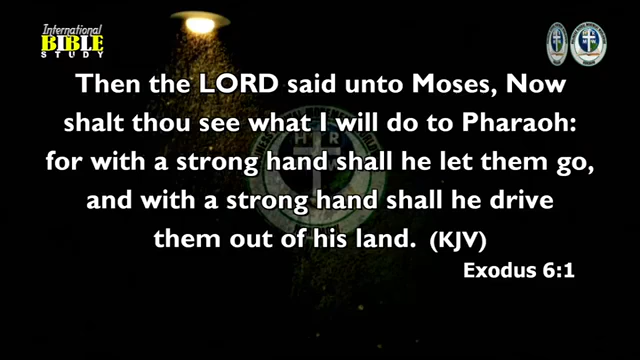 International
BIBLE
STUDY
Then the LORD said unto Moses, Now
shalt thou see what I will do to Pharaoh:
for with a strong hand shall he let them go,
and with a strong hand shall he drive
them out of his land. (KJV)
Exodus 6:1